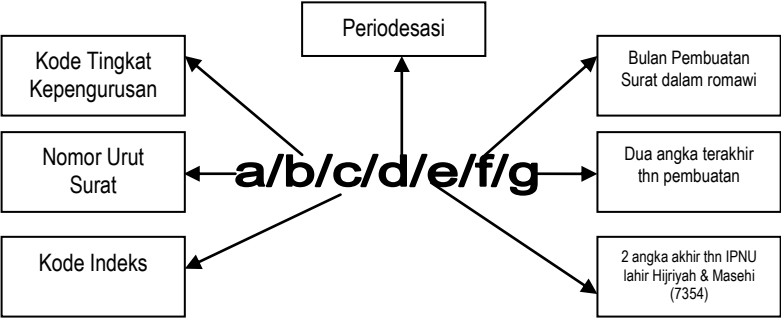 Periodesasi
Kode Tingkat
Kepengurusan
Bulan Pembuatan
Surat dalam romawi
Nomor Urut
Surat
a/b/c/d/e/f/g
Dua angka terakhir
thn pembuatan
Kode Indeks
2 angka akhir thn IPNU
lahir Hijriyah & Masehi
(7354)